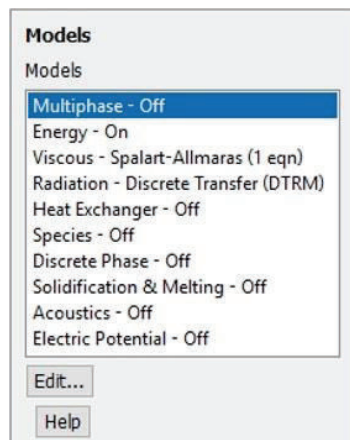 Models
Models
Multiphase - Off
Energy - On
Viscous - Spalart-Allmaras (1 eqn)
Radiation - Discrete Transfer (DTRM)
Heat Exchanger - Off
Species - Off
Discrete Phase - Off
Solidification & Melting - Off
Acoustics - Off
Electric Potential - Off
Edit...
Help